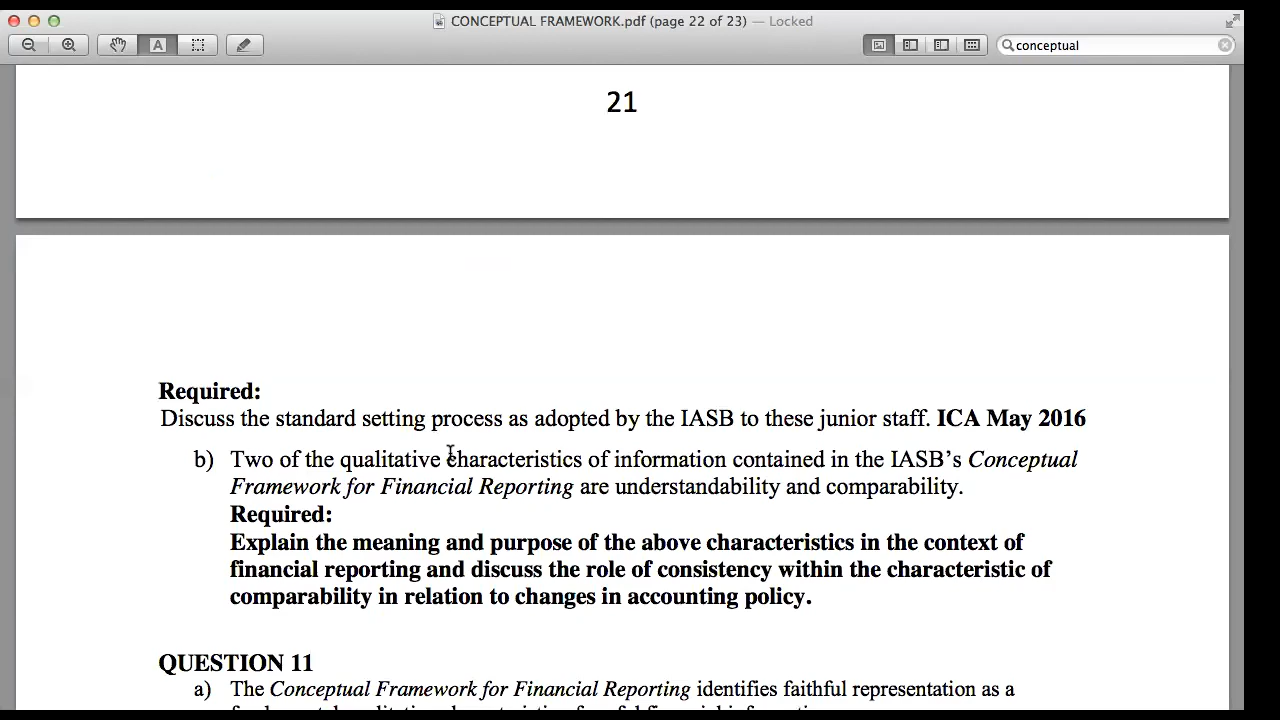 CONCEPTUAL FRAMEWORK.pdf (page 22 of 23) — Locked
conceptual
21
Required:
Discuss the standard setting process as adopted by the IASB to these junior staff. ICA May 2016
b) Two of the qualitative characteristics of information contained in the IASB’s Conceptual
Framework for Financial Reporting are understandability and comparability.
Required:
Explain the meaning and purpose of the above characteristics in the context of
financial reporting and discuss the role of consistency within the characteristic of
comparability in relation to changes in accounting policy.
QUESTION 11
a) The Conceptual Framework for Financial Reporting identifies faithful representation as a